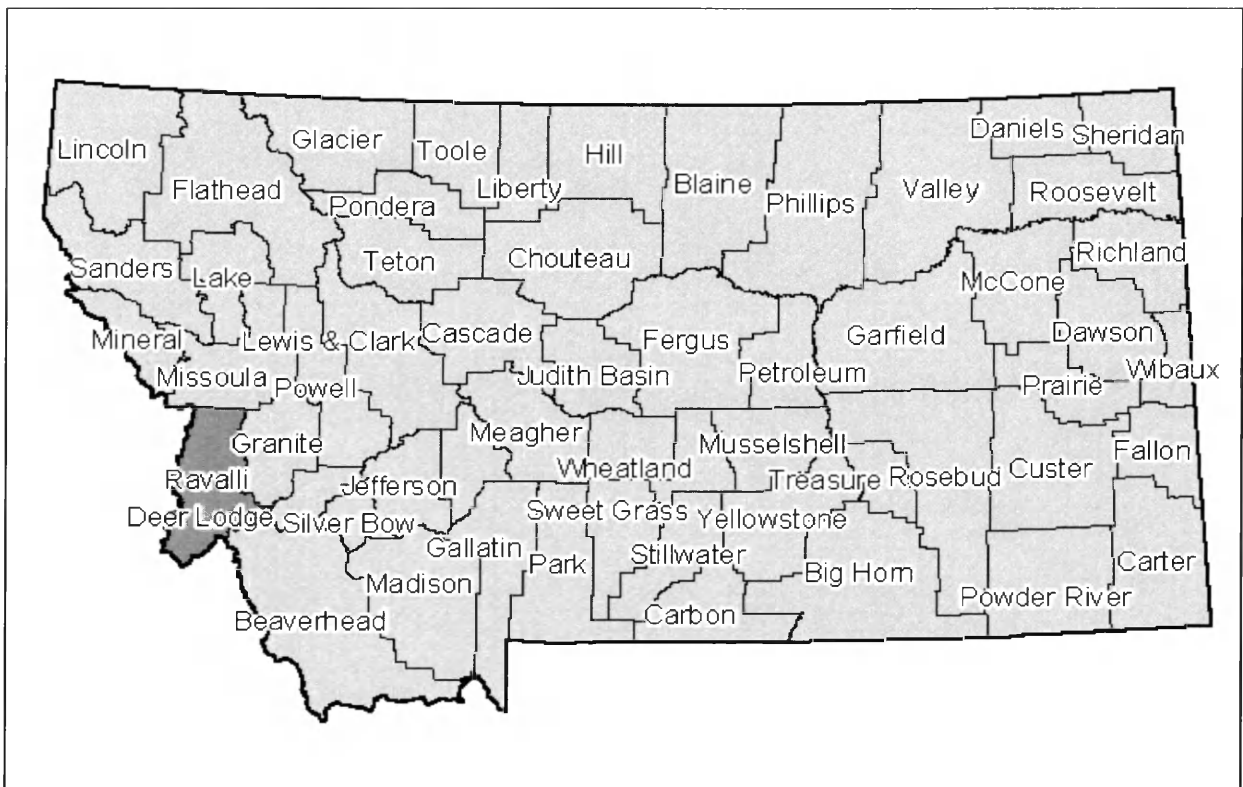 Lincoln
Flathead
Glacier
Toole
Liberty
Hill
Blaine
Phillips
Valley
Daniels
Sheridan
Roosevelt
Pondera
Teton
Chouteau
Richland
McCone
Sanders
Lake
Mineral
Missoula
Lewis & Clark
Powell
Cascade
Judith Basin
Fergus
Petroleum
Garfield
Dawson
Prairie
Wibaux
Granite
Ravalli
Deer Lodge
Silver Bow
Jefferson
Meagher
Wheatland
Musselshell
Treasure
Rosebud
Custer
Fallon
Sweet Grass
Yellowstone
Stillwater
Gallatin
Park
Madison
Beaverhead
Carbon
Big Horn
Powder River
Carter